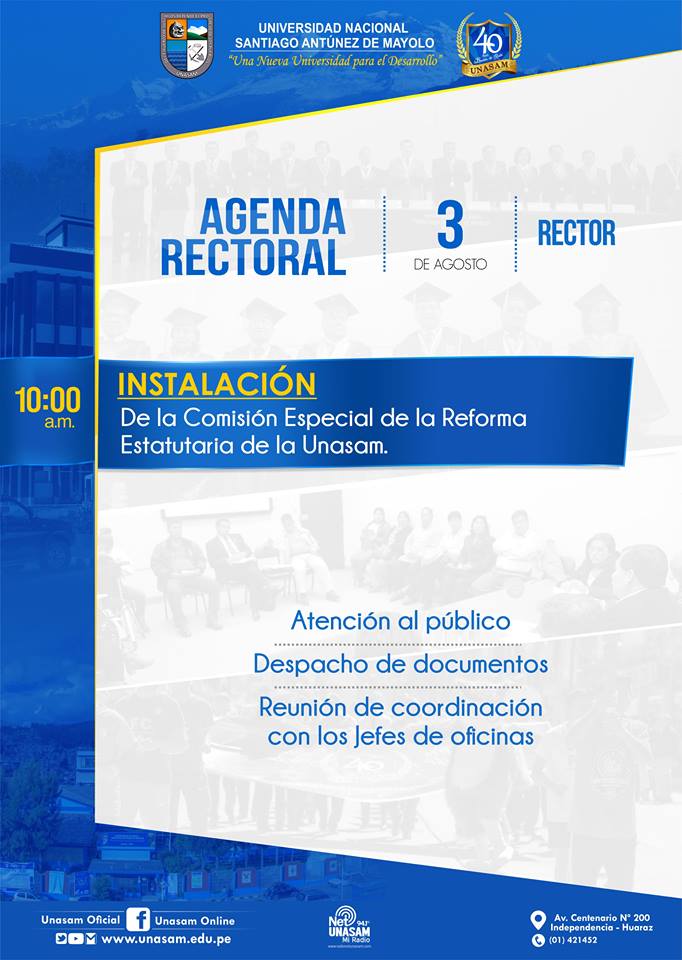 UNIVERSIDAD NACIONAL
SANTIAGO ANTÚNEZ DE MAYOLO
"Una Nueva Universidad para el Desarrollo"
UNASAM
40
UNASAM
AGENDA
RECTORAL
3
DE AGOSTO
RECTOR
10:00
a.m.
INSTALACIÓN
De la Comisión Especial de la Reforma
Estatutaria de la Unasam.
Atención al público
Despacho de documentos
Reunión de coordinación
con los Jefes de oficinas
Unasam Oficial
Unasam Online
www.unasam.edu.pe
Net 94.1
UNASAM
Mi Radio
Av. Centenario N° 200
Independencia - Huaraz
(01) 421452